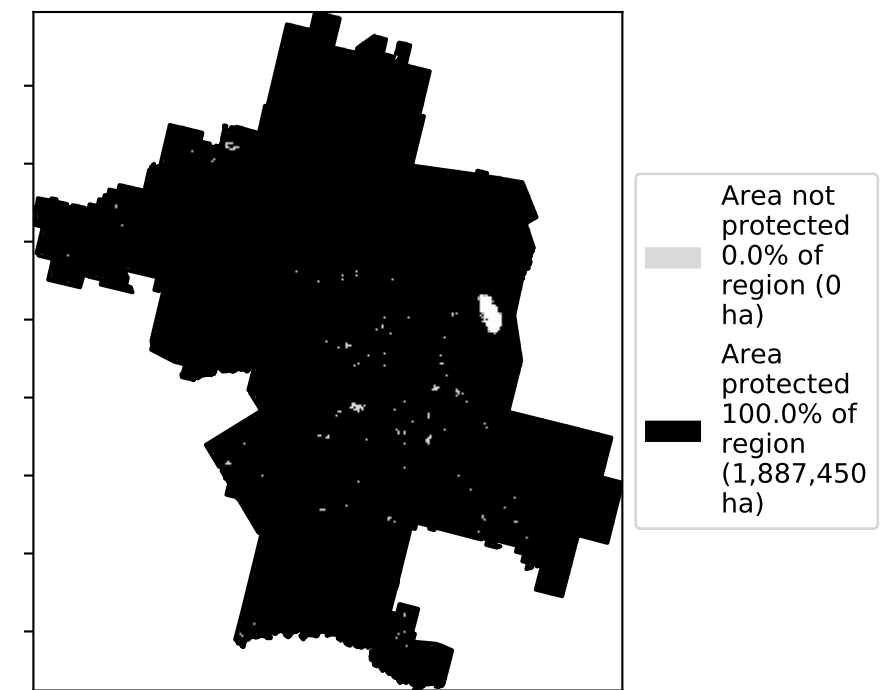 Area not
protected
0.0% of
region (0
ha)
Area
protected
100.0% of
region
(1,887,450
ha)